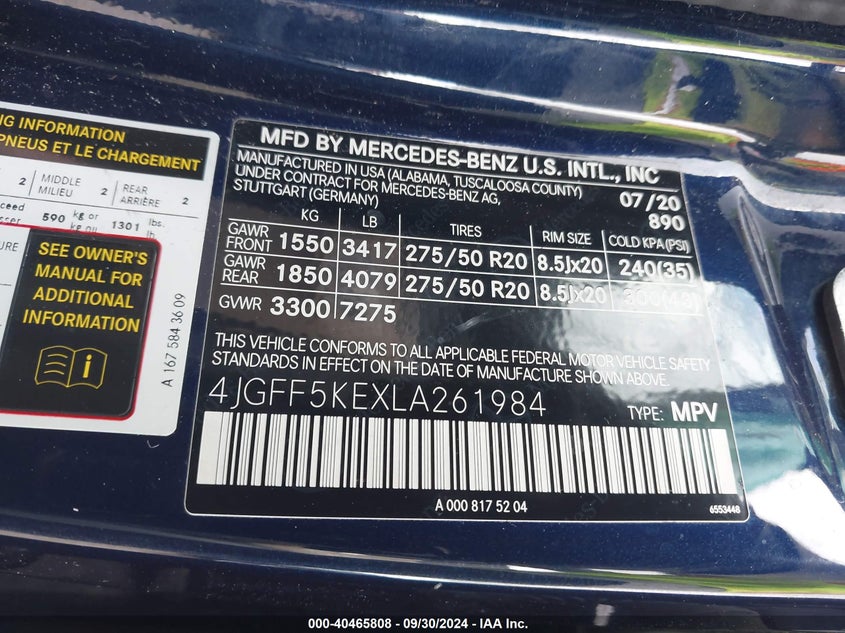 NG INFORMATION
PNEUS ET LE CHARGEMENT
2 MIDDLE MILIEU 2 REAR ARRIÈRE 2
590 kg or 1301 lbs.
SEE OWNER'S
MANUAL FOR
ADDITIONAL
INFORMATION
A 167 584 36 09
MFD BY MERCEDES-BENZ U.S. INTL., INC
MANUFACTURED IN USA (ALABAMA, TUSCALOOSA COUNTY)
UNDER CONTRACT FOR MERCEDES-BENZ AG,
STUTTGART (GERMANY)
07/20
890
KG LB TIRES RIM SIZE COLD KPA(PSI)
GAWR FRONT 1550 3417 275/50 R20 8.5Jx20 240(35)
GAWR REAR 1850 4079 275/50 R20 8.5Jx20
GVWR 3300 7275
THIS VEHICLE CONFORMS TO ALL APPLICABLE FEDERAL MOTOR VEHICLE SAFETY
STANDARDS IN EFFECT ON THE DATE OF MANUFACTURE SHOWN ABOVE.
4JGFF5KEXLA261984 TYPE: MPV
A 000 817 52 04
6553448
000-40465808 - 09/30/2024 - IAA Inc.